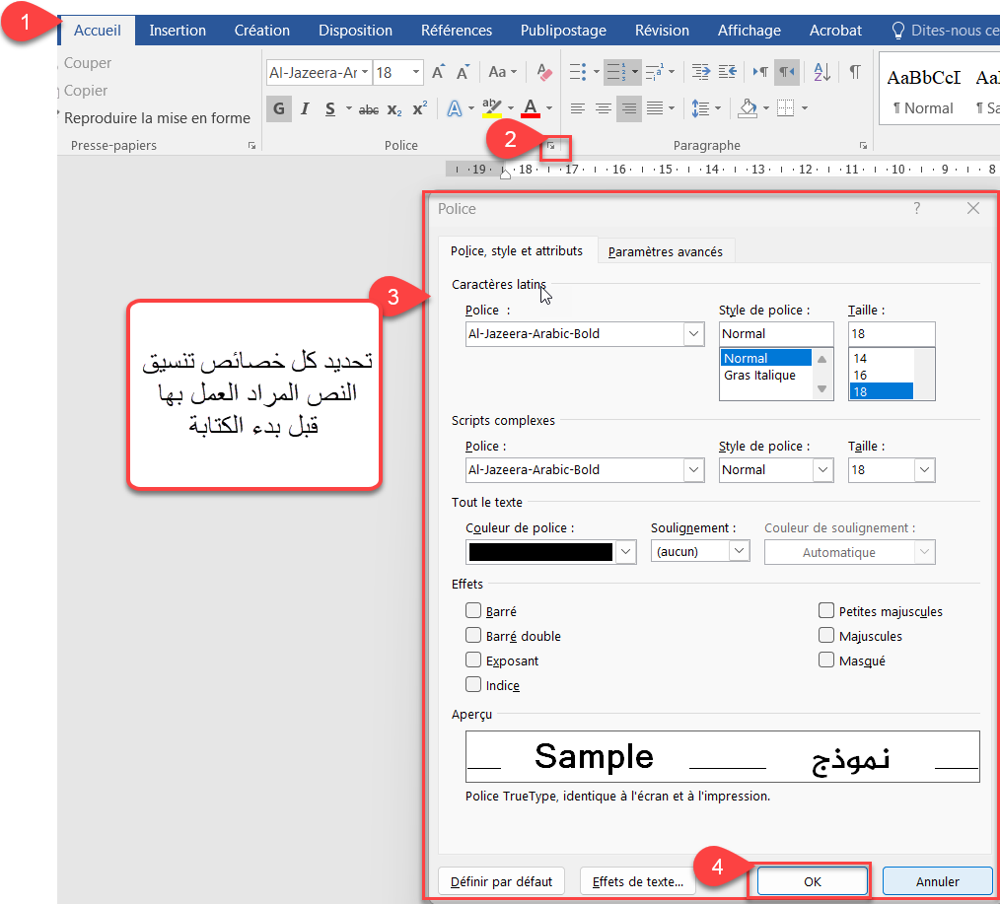 1
Accueil Insertion Création Disposition Références Publipostage Révision Affichage Acrobat Dites-nous ce
Couper
Copier
Reproduire la mise en forme
Presse-papiers
Al-Jazeera-Ar 18 Aa
G I S abc x₂ x² A ab A
Police
2
Paragraphe
AaBbCcI Aa
¶ Normal ¶ Sa
19 18 17 16 15 14 13 12 11 10 9 8
Police ?
Police, style et attributs Paramètres avancés
3
Caractères latins
Police : Style de police : Taille :
Al-Jazeera-Arabic-Bold Normal 18
Normal 14
Gras Italique 16
18
تحديد كل خصائص تنسيق
النص المراد العمل بها
قبل بدء الكتابة
Scripts complexes
Police : Style de police : Taille :
Al-Jazeera-Arabic-Bold Normal 18
Tout le texte
Couleur de police : Soulignement : Couleur de soulignement :
(aucun) Automatique
Effets
Barré Petites majuscules
Barré double Majuscules
Exposant Masqué
Indice
Aperçu
Sample نموذج
Police TrueType, identique à l'écran et à l'impression.
4
Définir par défaut Effets de texte... OK Annuler